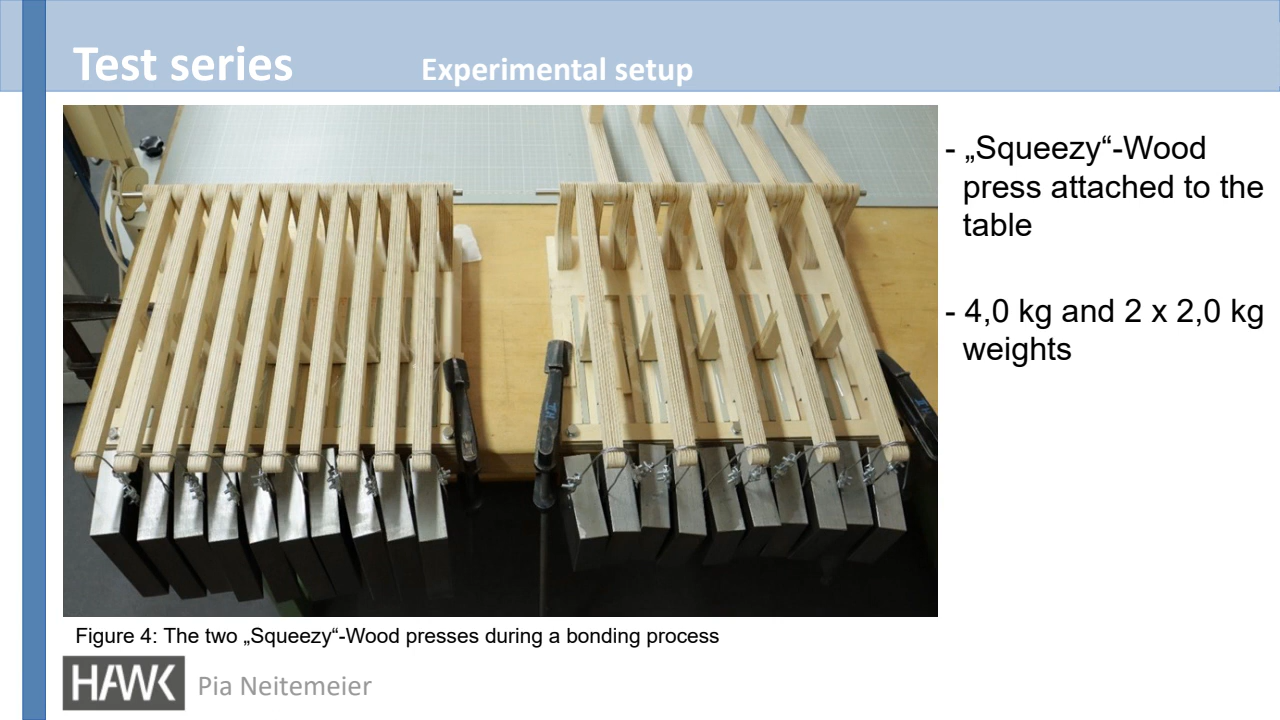 Test series
Experimental setup
- „Squeezy“-Wood
press attached to the
table
- 4,0 kg and 2 x 2,0 kg
weights
Figure 4: The two „Squeezy“-Wood presses during a bonding process
HAWK
Pia Neitemeier